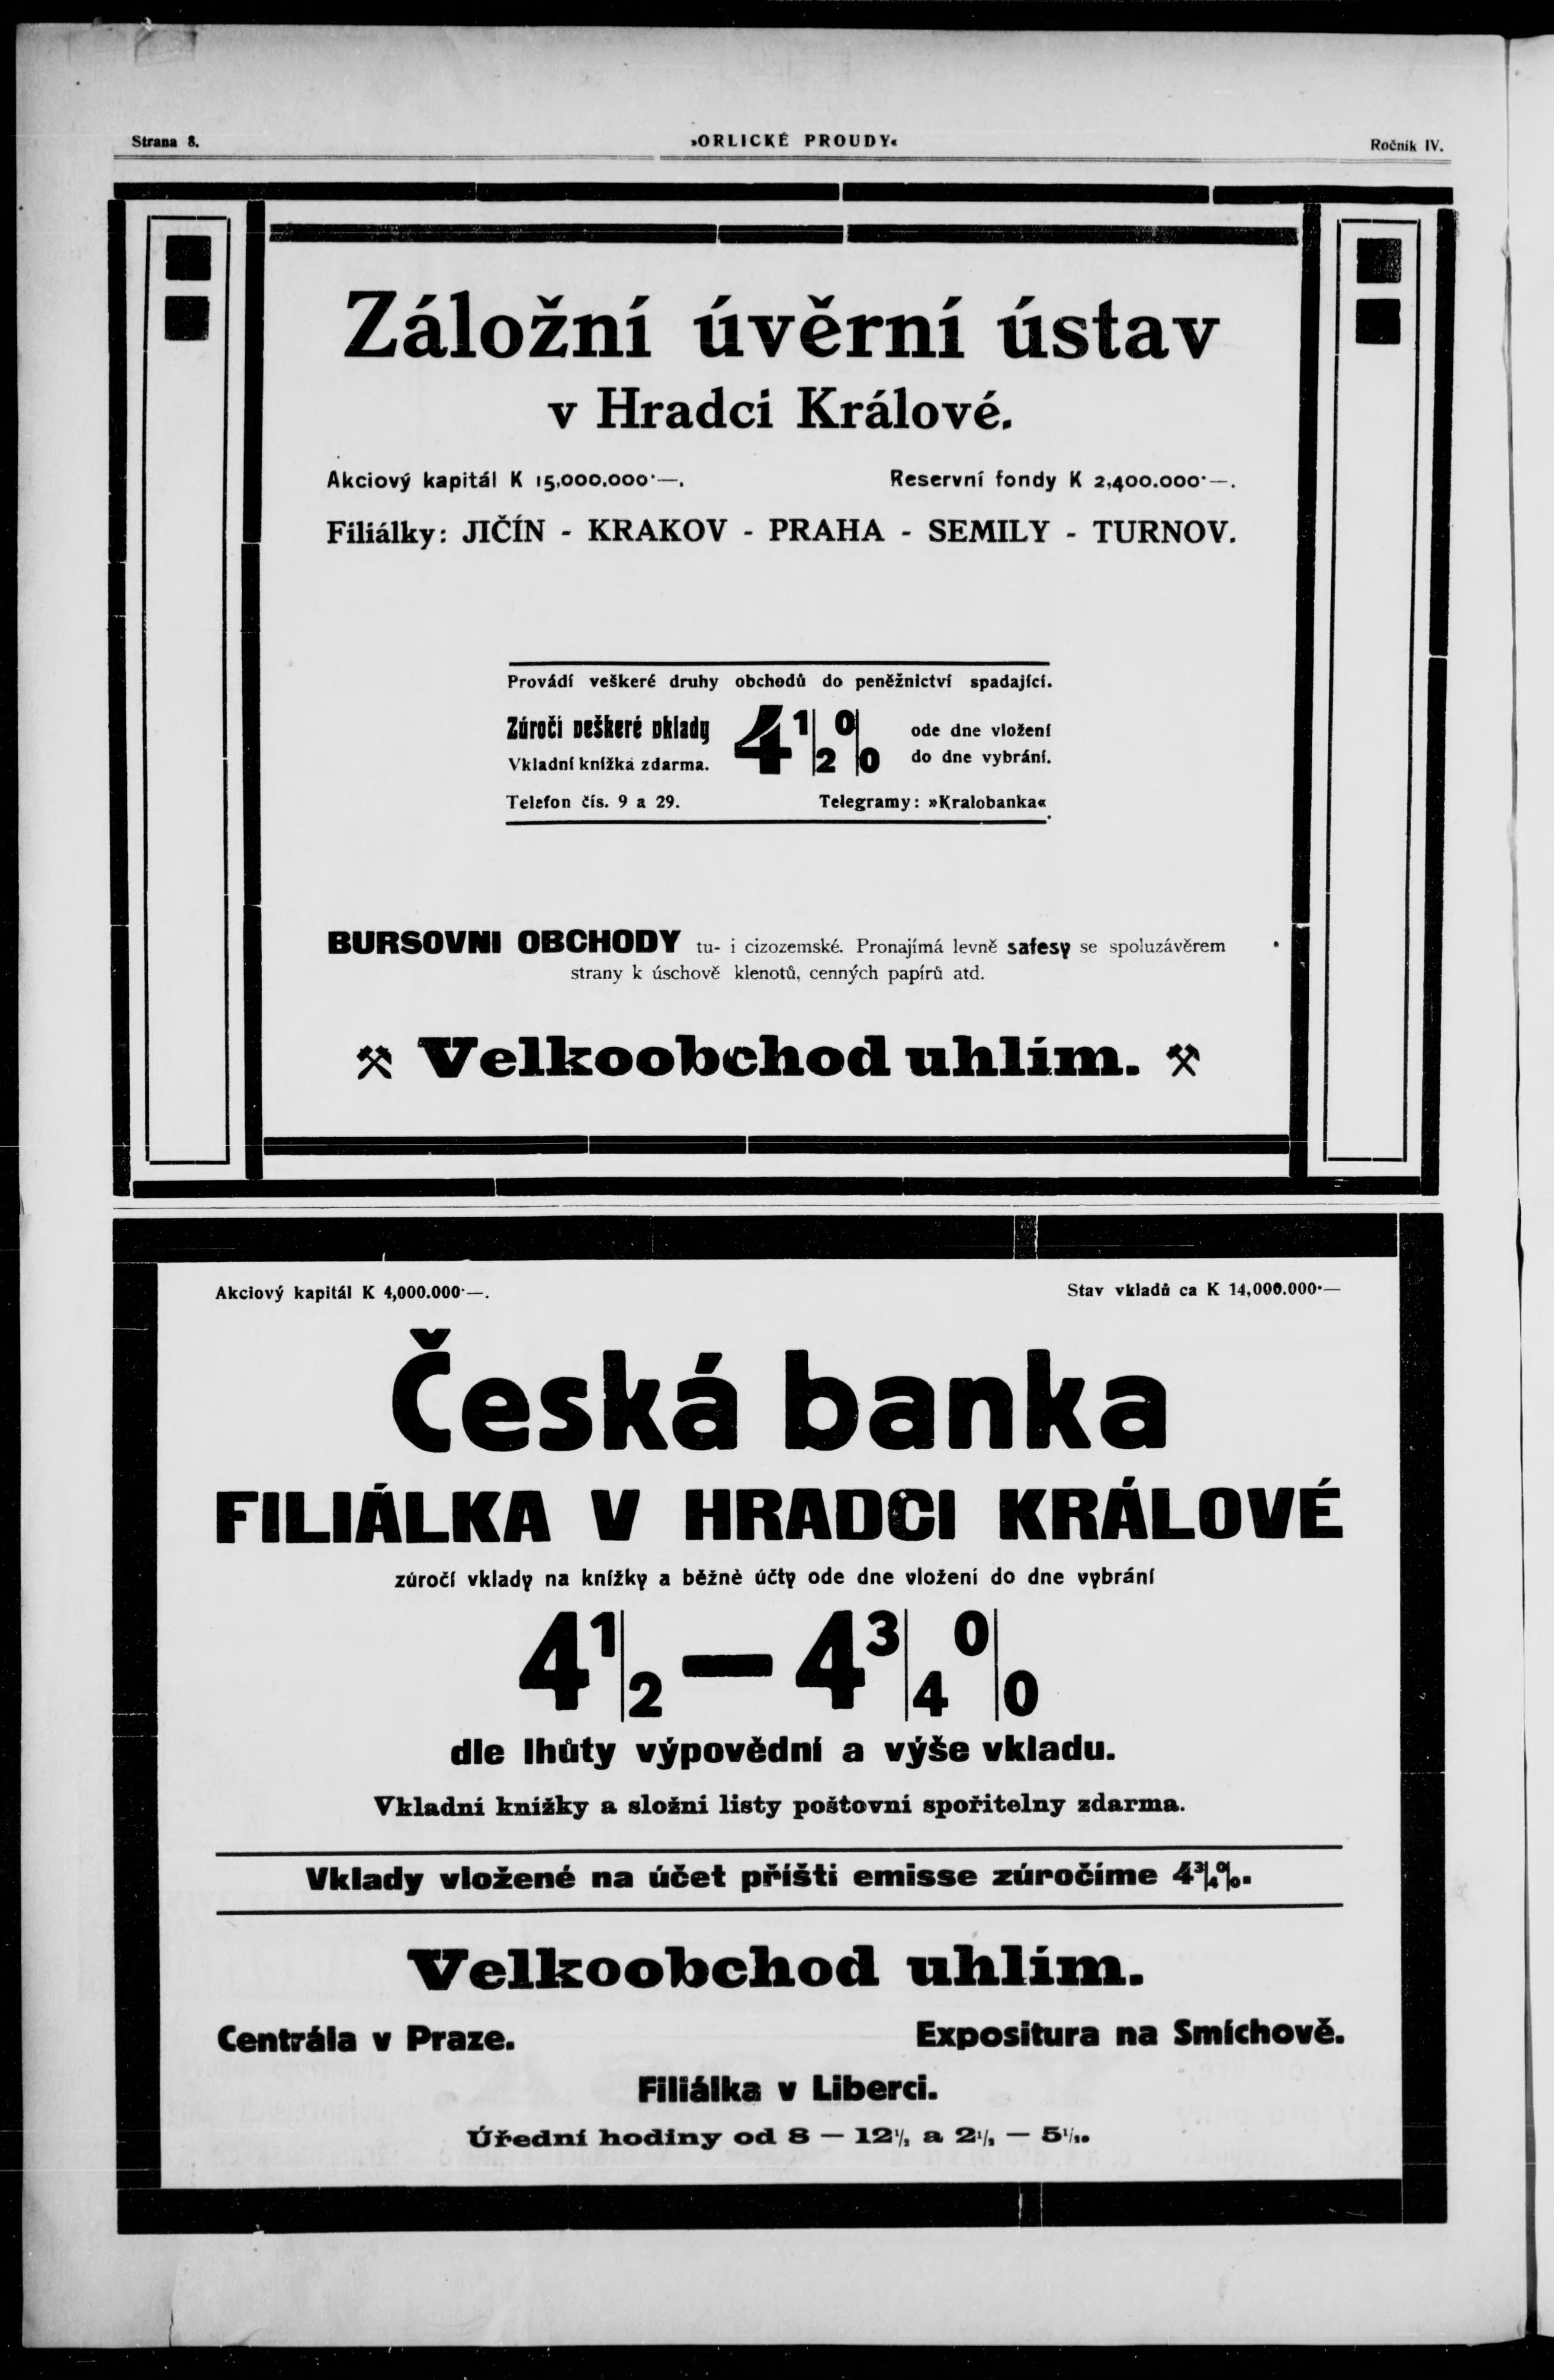 Strana 8.
»ORLICKÉ PROUDY«
Ročník IV.
Záložní úvěrní ústav
v Hradci Králové.
Akciový kapitál K 15,000.000·—.
Reservní fondy K 2,400.000·—.
Filiálky: JIČÍN - KRAKOV - PRAHA - SEMILY - TURNOV.
Provádí veškeré druhy obchodů do peněžnictví spadající.
Zúročí veškeré vklady
Vkladní knížka zdarma.
4 1/2 %
ode dne vložení
do dne vybrání.
Telefon čís. 9 a 29.
Telegramy: »Kralobanka«
BURSOVNI OBCHODY tu- i cizozemské. Pronajímá levně safesy se spoluzávěrem
strany k úschově klenotů, cenných papírů atd.
⚒ Velkoobchod uhlím. ⚒
Akciový kapitál K 4,000.000·—.
Stav vkladů ca K 14,000.000·—
Česká banka
FILIÁLKA V HRADCI KRÁLOVÉ
zúročí vklady na knížky a běžné účty ode dne vložení do dne vybrání
4 1/2 — 4 3/4 %
dle lhůty výpovědní a výše vkladu.
Vkladní knížky a složní listy poštovní spořitelny zdarma.
Vklady vložené na účet příští emisse zúročíme 4 3/4 %.
Velkoobchod uhlím.
Centrála v Praze.
Expositura na Smíchově.
Filiálka v Liberci.
Úřední hodiny od 8 — 12 1/2 a 2 1/2 — 5 1/2.